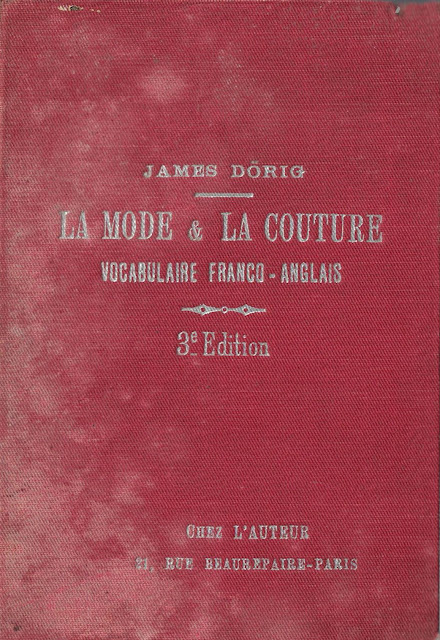 JAMES DÖRIG
LA MODE & LA COUTURE
VOCABULAIRE FRANCO-ANGLAIS
3e Edition
CHEZ L'AUTEUR
21, RUE BEAUREPAIRE-PARIS